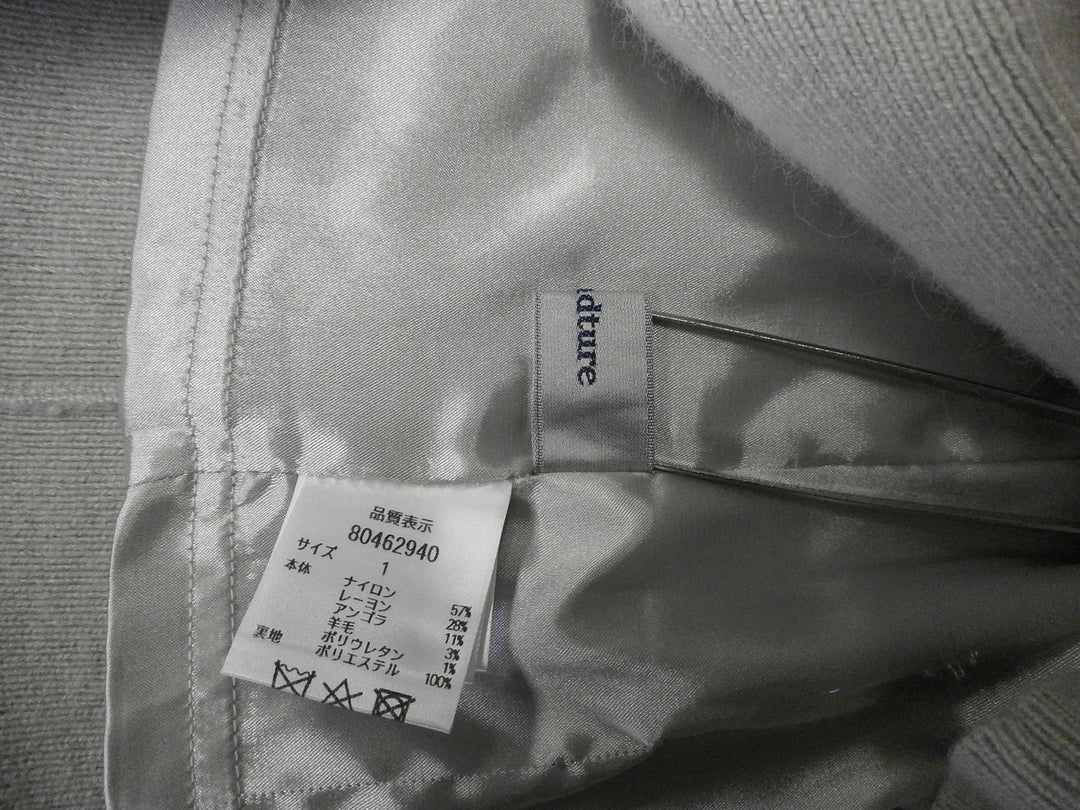 dture
品質表示
80462940
サイズ 1
本体 ナイロン 57%
レーヨン 28%
アンゴラ 11%
羊毛 3%
ポリウレタン 1%
裏地 ポリエステル 100%